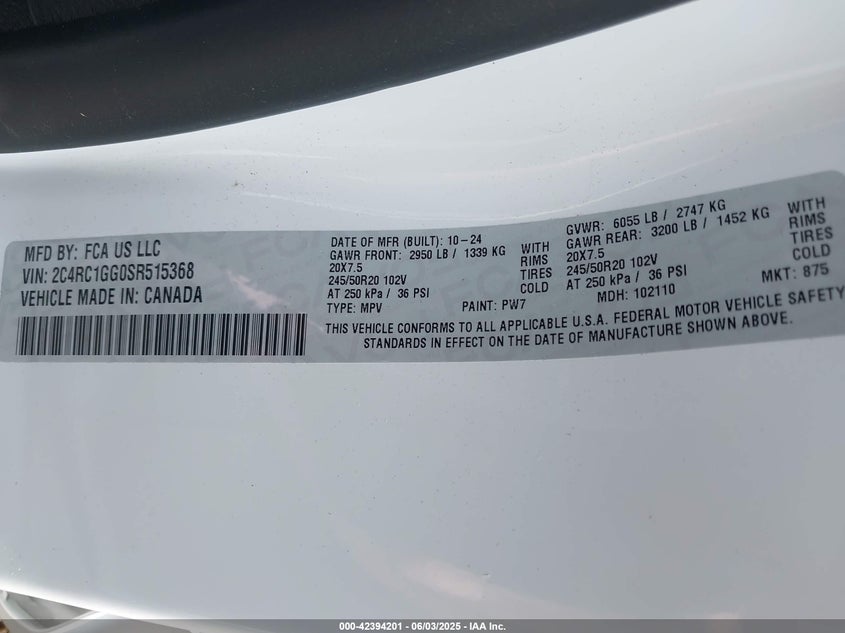 MFD BY: FCA US LLC
VIN: 2C4RC1GG0SR515368
VEHICLE MADE IN: CANADA
DATE OF MFR (BUILT): 10-24
GAWR FRONT: 2950 LB / 1339 KG WITH
20X7.5 RIMS
245/50R20 102V TIRES
AT 250 kPa / 36 PSI COLD
TYPE: MPV PAINT: PW7
GVWR: 6055 LB / 2747 KG
GAWR REAR: 3200 LB / 1452 KG WITH
20X7.5 RIMS
245/50R20 102V TIRES
AT 250 kPa / 36 PSI COLD
MDH: 102110 MKT: 875
THIS VEHICLE CONFORMS TO ALL APPLICABLE U.S.A. FEDERAL MOTOR VEHICLE SAFETY
STANDARDS IN EFFECT ON THE DATE OF MANUFACTURE SHOWN ABOVE.
000-42394201 - 06/03/2025 - IAA Inc.